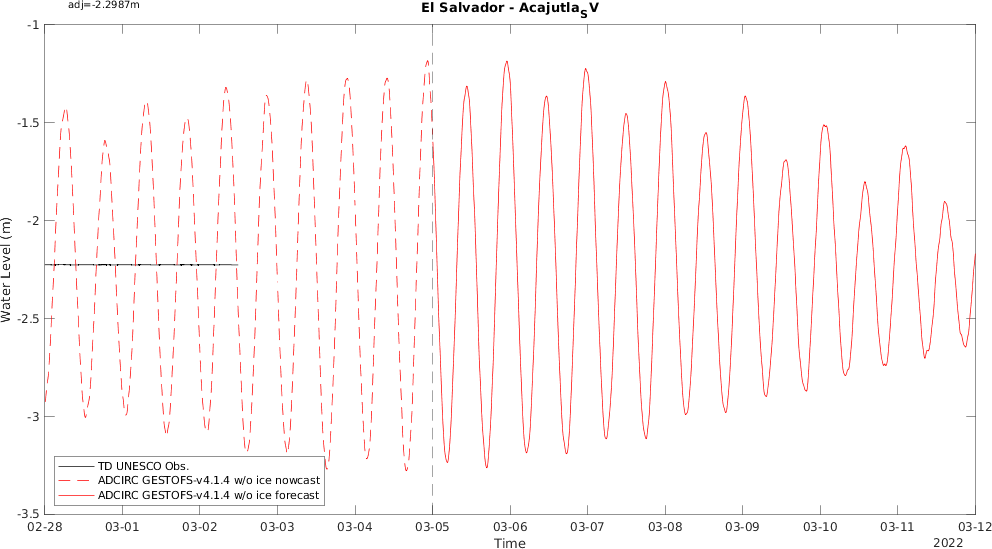 adj=-2.2987m
El Salvador - AcajutlaSV
Water Level (m)
-1
-1.5
-2
-2.5
-3
-3.5
TD UNESCO Obs.
ADCIRC GESTOFS-v4.1.4 w/o ice nowcast
ADCIRC GESTOFS-v4.1.4 w/o ice forecast
02-28 03-01 03-02 03-03 03-04 03-05 03-06 03-07 03-08 03-09 03-10 03-11 03-12
Time
2022